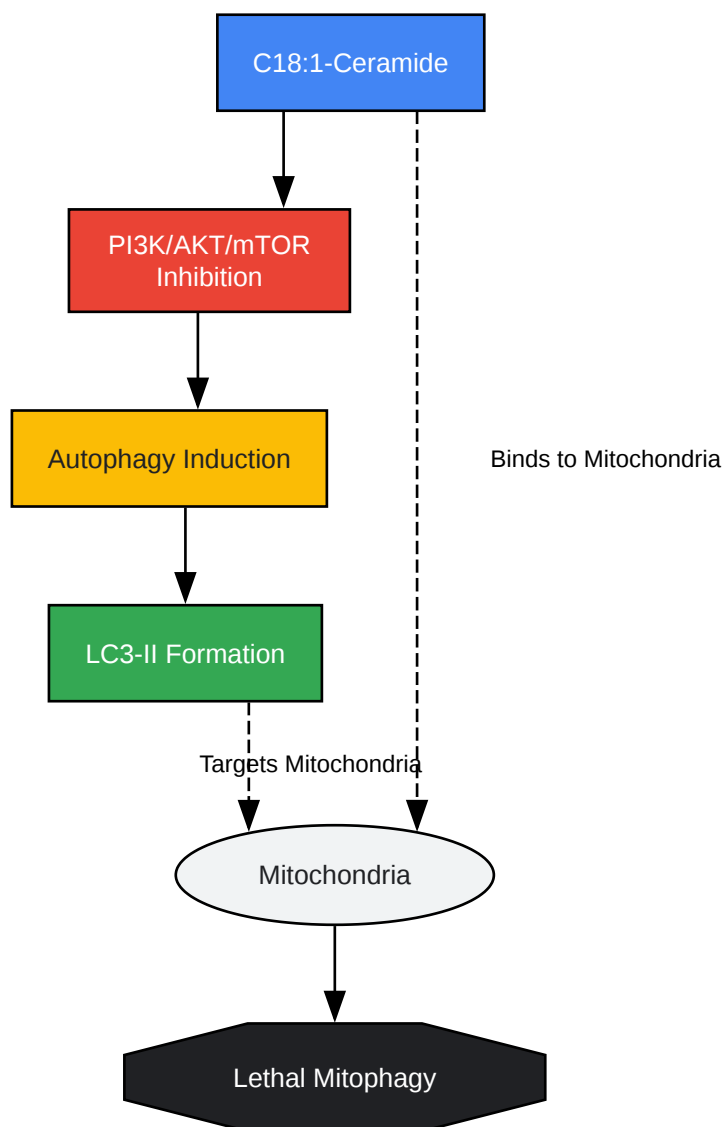 C18:1-Ceramide
PI3K/AKT/mTOR
Inhibition
Autophagy Induction
Binds to Mitochondria
LC3-II Formation
Targets Mitochondria
Mitochondria
Lethal Mitophagy